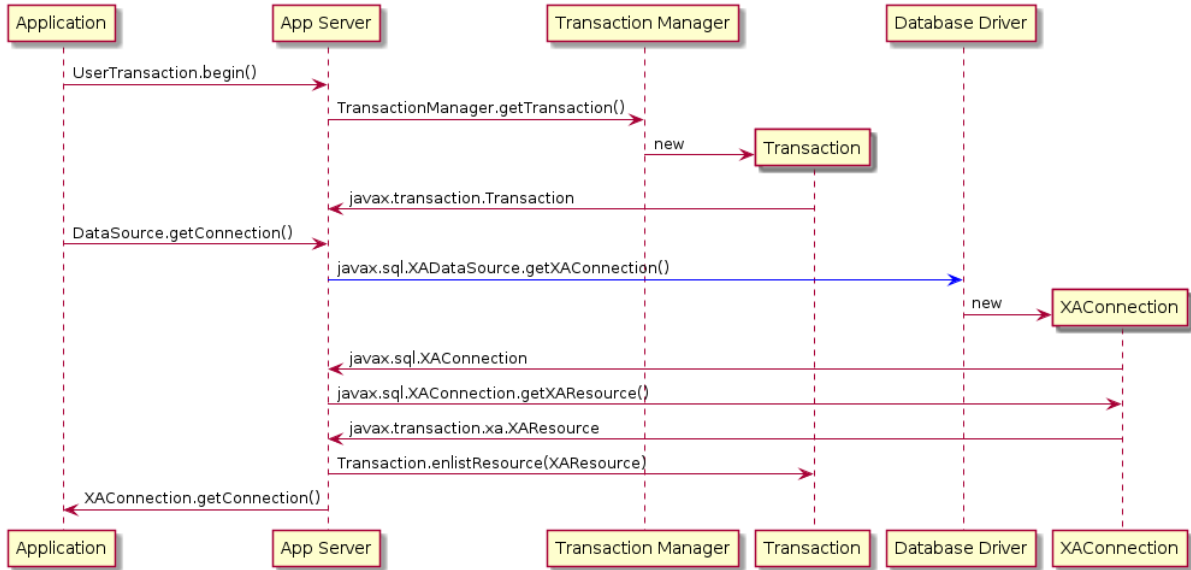 Application
App Server
Transaction Manager
Database Driver
UserTransaction.begin()
TransactionManager.getTransaction()
new
Transaction
javax.transaction.Transaction
DataSource.getConnection()
javax.sql.XADataSource.getXAConnection()
new
XAConnection
javax.sql.XAConnection
javax.sql.XAConnection.getXAResource()
javax.transaction.xa.XAResource
Transaction.enlistResource(XAResource)
XAConnection.getConnection()
Application
App Server
Transaction Manager
Transaction
Database Driver
XAConnection